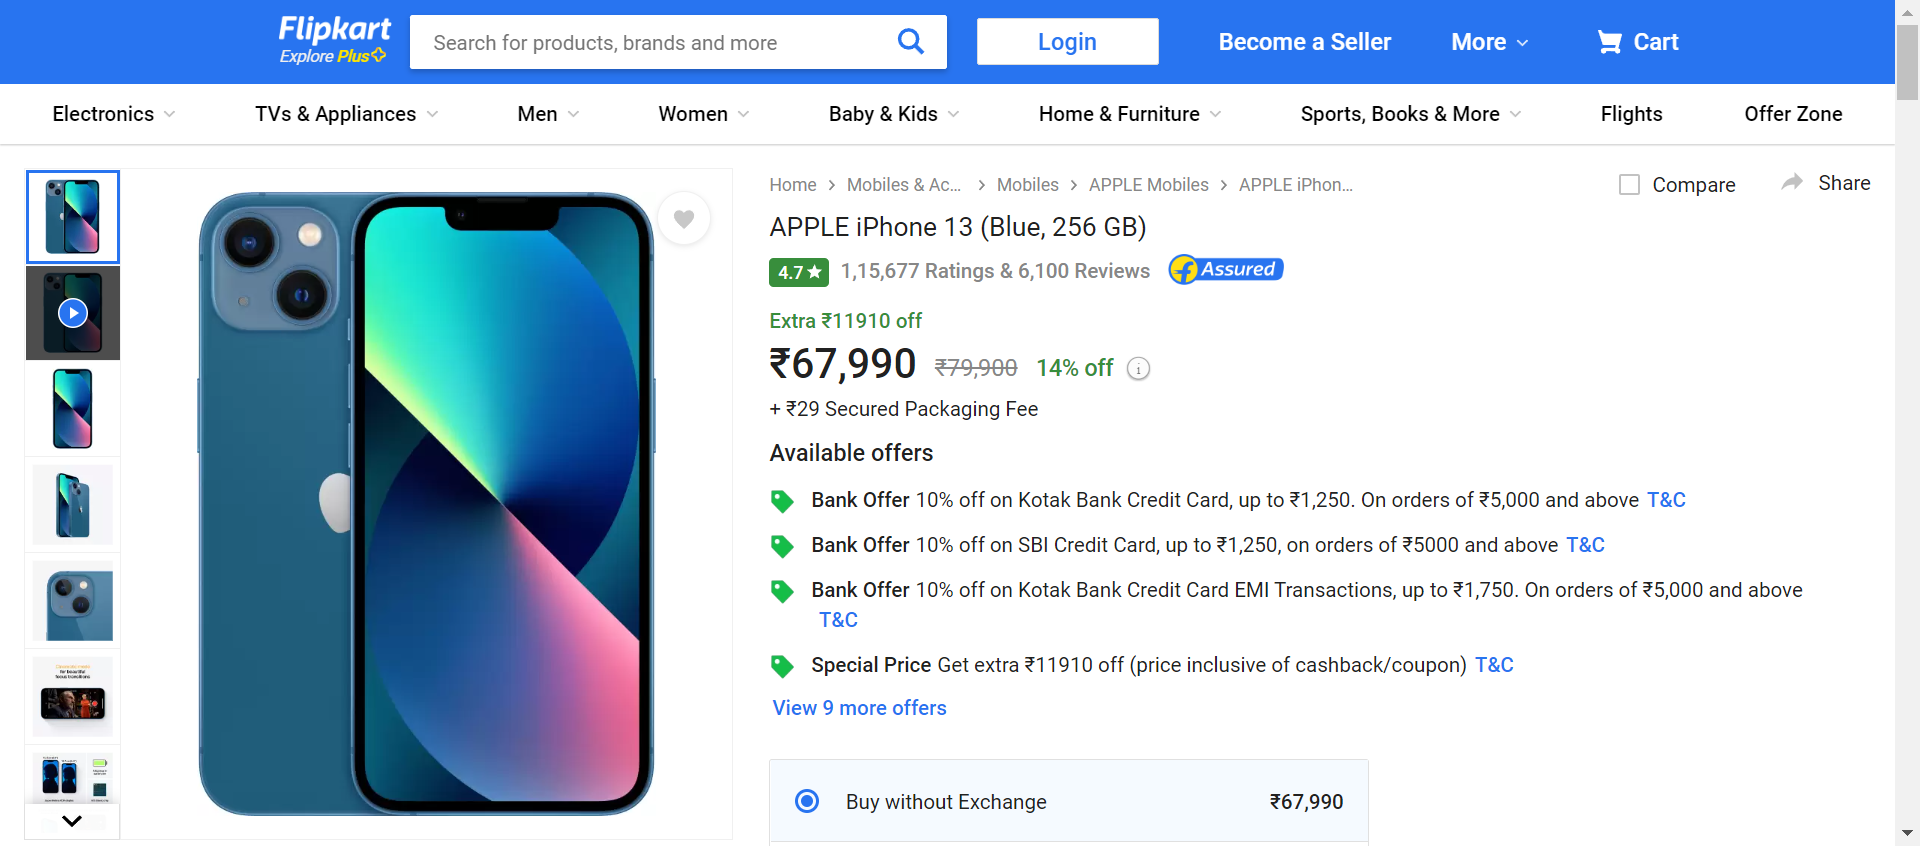 Flipkart
Explore Plus
Search for products, brands and more
Login
Become a Seller
More
Cart
Electronics
TVs & Appliances
Men
Women
Baby & Kids
Home & Furniture
Sports, Books & More
Flights
Offer Zone
Home
Mobiles & Ac...
Mobiles
APPLE Mobiles
APPLE iPhon...
Compare
Share
APPLE iPhone 13 (Blue, 256 GB)
4.7★ 1,15,677 Ratings & 6,100 Reviews
Assured
Extra ₹11910 off
₹67,990 ₹79,900 14% off
+ ₹29 Secured Packaging Fee
Available offers
Bank Offer 10% off on Kotak Bank Credit Card, up to ₹1,250. On orders of ₹5,000 and above T&C
Bank Offer 10% off on SBI Credit Card, up to ₹1,250, on orders of ₹5000 and above T&C
Bank Offer 10% off on Kotak Bank Credit Card EMI Transactions, up to ₹1,750. On orders of ₹5,000 and above
T&C
Special Price Get extra ₹11910 off (price inclusive of cashback/coupon) T&C
View 9 more offers
for beautiful
focus transitions
Buy without Exchange ₹67,990